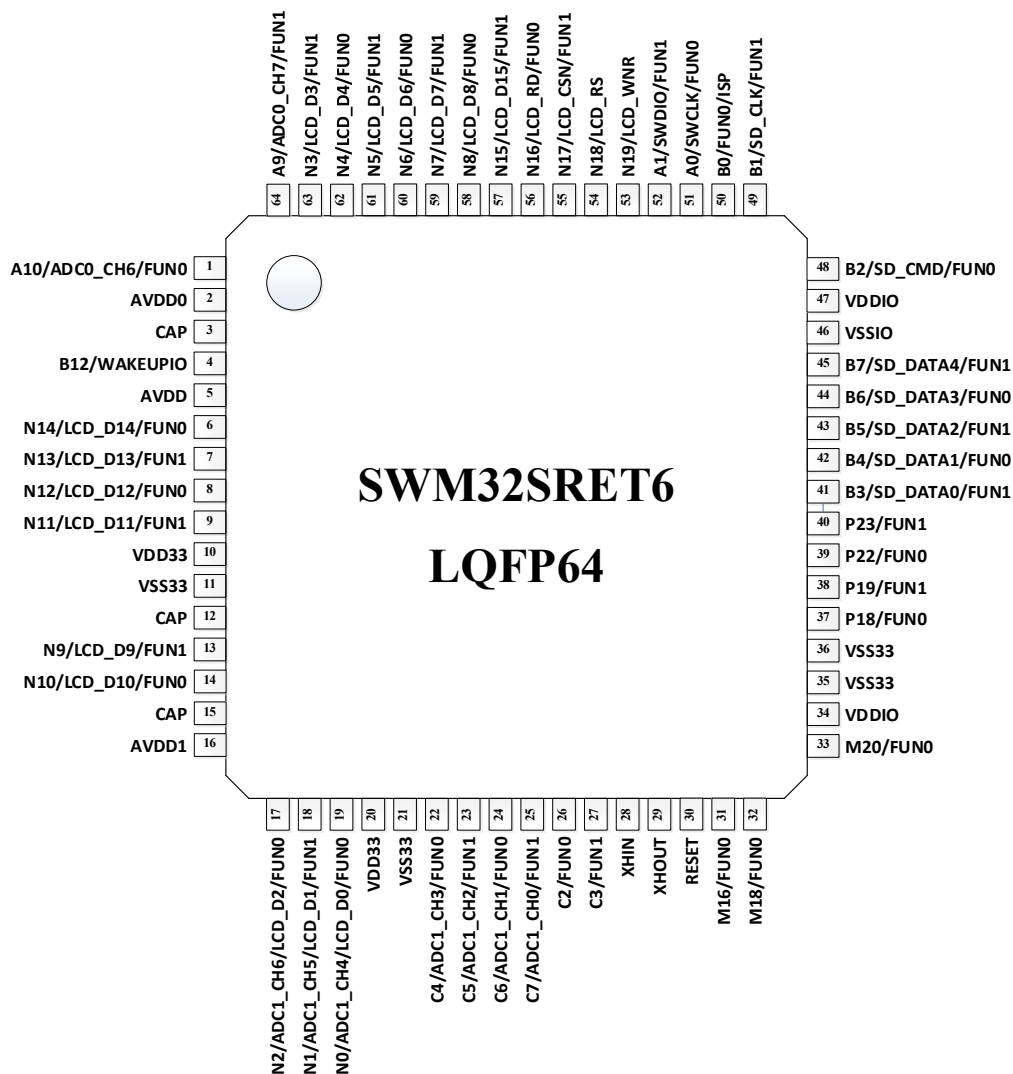 A9/ADC0_CH7/FUN1
N3/LCD_D3/FUN1
N4/LCD_D4/FUN0
N5/LCD_D5/FUN1
N6/LCD_D6/FUN0
N7/LCD_D7/FUN1
N8/LCD_D8/FUN0
N15/LCD_D15/FUN1
N16/LCD_RD/FUN0
N17/LCD_CSN/FUN1
N18/LCD_RS
N19/LCD_WNR
A1/SWDIO/FUN1
A0/SWCLK/FUN0
B0/FUN0/ISP
B1/SD_CLK/FUN1
64
63
62
61
60
59
58
57
56
55
54
53
52
51
50
49
A10/ADC0_CH6/FUN0 1
AVDD0 2
CAP 3
B12/WAKEUPIO 4
AVDD 5
N14/LCD_D14/FUN0 6
N13/LCD_D13/FUN1 7
N12/LCD_D12/FUN0 8
N11/LCD_D11/FUN1 9
VDD33 10
VSS33 11
CAP 12
N9/LCD_D9/FUN1 13
N10/LCD_D10/FUN0 14
CAP 15
AVDD1 16
SWM32SRET6
LQFP64
48 B2/SD_CMD/FUN0
47 VDDIO
46 VSSIO
45 B7/SD_DATA4/FUN1
44 B6/SD_DATA3/FUN0
43 B5/SD_DATA2/FUN1
42 B4/SD_DATA1/FUN0
41 B3/SD_DATA0/FUN1
40 P23/FUN1
39 P22/FUN0
38 P19/FUN1
37 P18/FUN0
36 VSS33
35 VSS33
34 VDDIO
33 M20/FUN0
17
18
19
20
21
22
23
24
25
26
27
28
29
30
31
32
N2/ADC1_CH6/LCD_D2/FUN0
N1/ADC1_CH5/LCD_D1/FUN1
N0/ADC1_CH4/LCD_D0/FUN0
VDD33
VSS33
C4/ADC1_CH3/FUN0
C5/ADC1_CH2/FUN1
C6/ADC1_CH1/FUN0
C7/ADC1_CH0/FUN1
C2/FUN0
C3/FUN1
XHIN
XHOUT
RESET
M16/FUN0
M18/FUN0